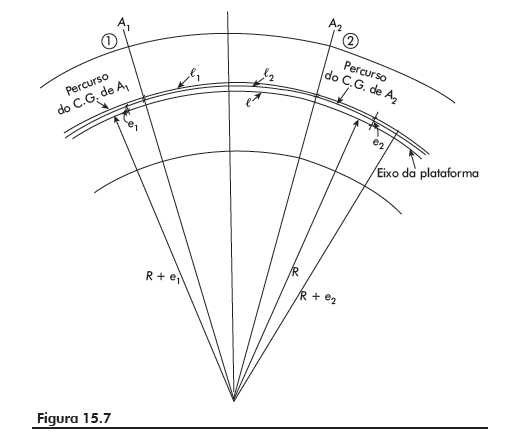 A₁
A₂
1
2
Percurso
do C.G. de A₁
ℓ₁
ℓ₂
ℓ
Percurso
do C.G. de A₂
e₁
e₂
Eixo da plataforma
R + e₁
R
R + e₂
Figura 15.7